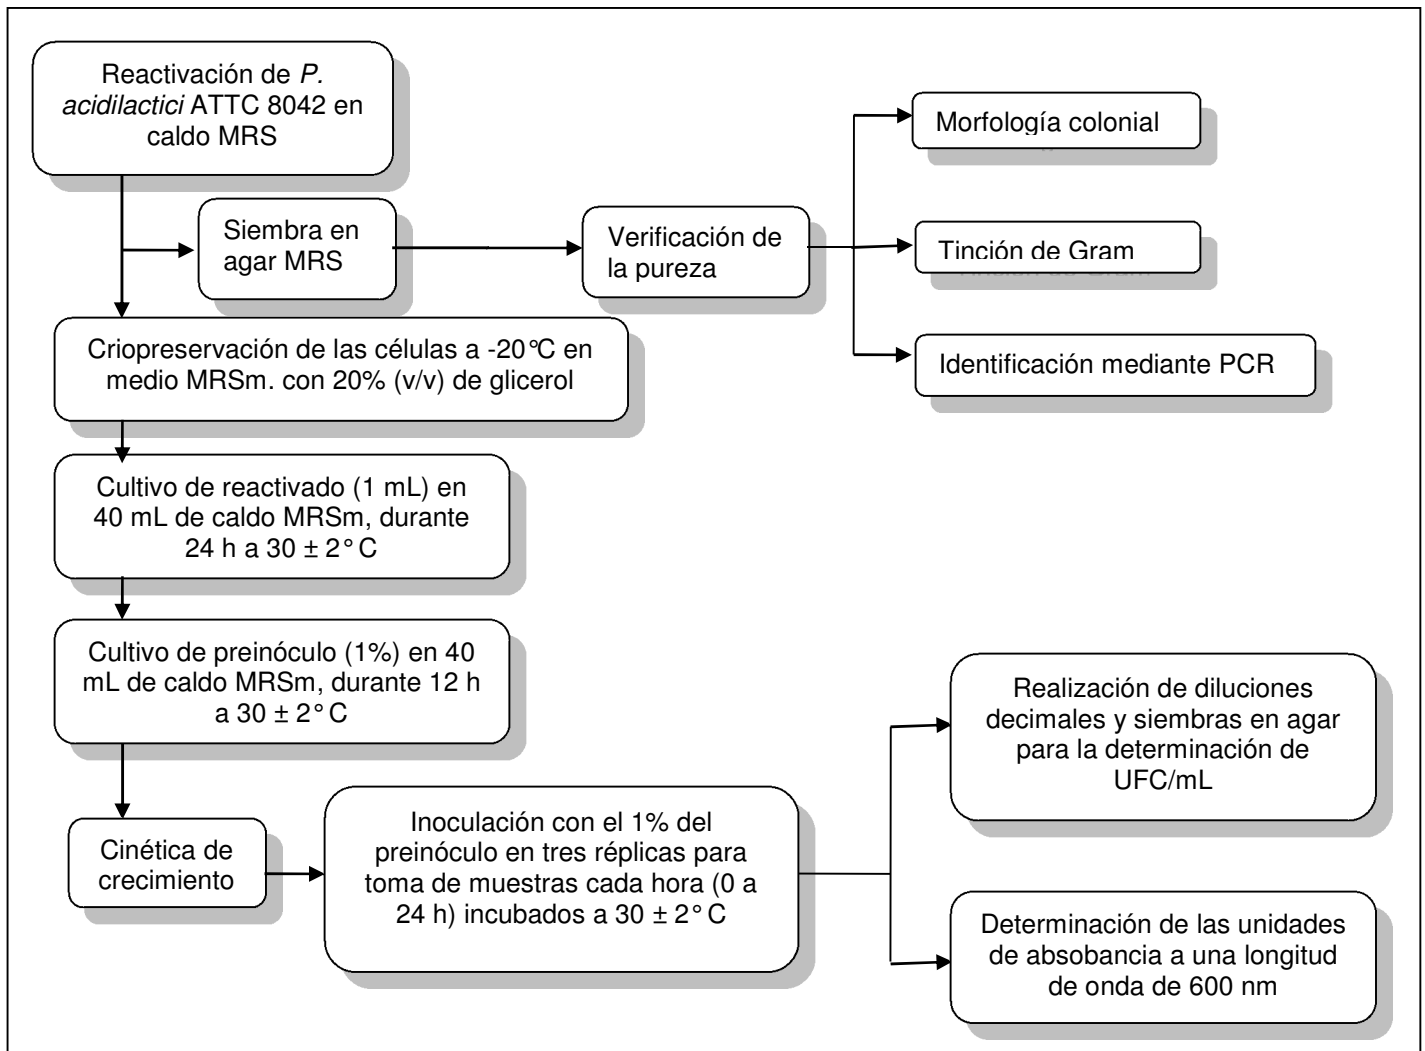 Reactivación de P.
acidilactici ATTC 8042 en
caldo MRS
Siembra en
agar MRS
Verificación de
la pureza
Morfología colonial
Tinción de Gram
Identificación mediante PCR
Criopreservación de las células a -20°C en
medio MRSm. con 20% (v/v) de glicerol
Cultivo de reactivado (1 mL) en
40 mL de caldo MRSm, durante
24 h a 30 ± 2° C
Cultivo de preinóculo (1%) en 40
mL de caldo MRSm, durante 12 h
a 30 ± 2° C
Cinética de
crecimiento
Inoculación con el 1% del
preinóculo en tres réplicas para
toma de muestras cada hora (0 a
24 h) incubados a 30 ± 2° C
Realización de diluciones
decimales y siembras en agar
para la determinación de
UFC/mL
Determinación de las unidades
de absobancia a una longitud
de onda de 600 nm